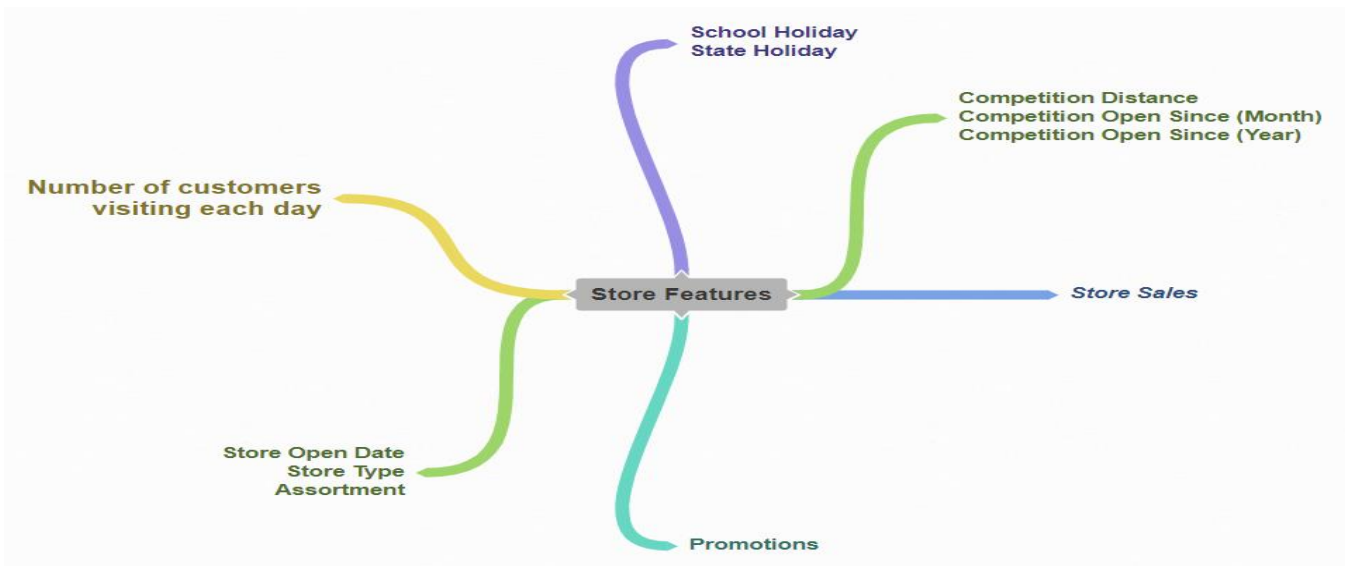 School Holiday
State Holiday
Competition Distance
Competition Open Since (Month)
Competition Open Since (Year)
Number of customers
visiting each day
Store Features
Store Sales
Store Open Date
Store Type
Assortment
Promotions